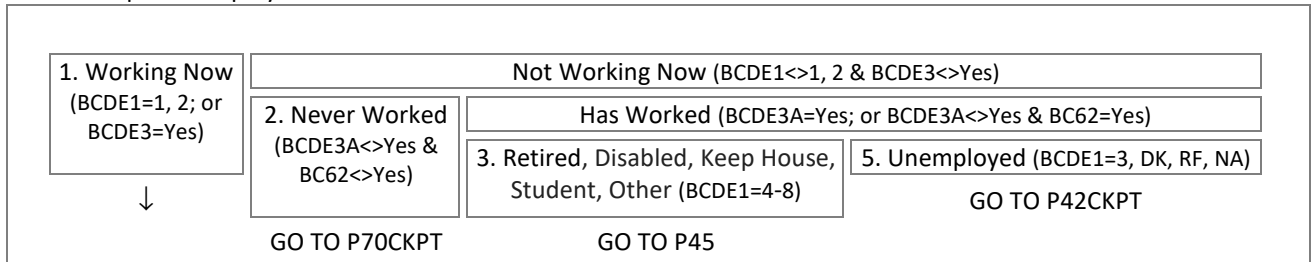 1. Working Now
(BCDE1=1, 2; or
BCDE3=Yes)
↓
Not Working Now (BCDE1<>1, 2 & BCDE3<>Yes)
2. Never Worked
(BCDE3A<>Yes &
BC62<>Yes)
GO TO P70CKPT
Has Worked (BCDE3A=Yes; or BCDE3A<>Yes & BC62=Yes)
3. Retired, Disabled, Keep House,
Student, Other (BCDE1=4-8)
GO TO P45
5. Unemployed (BCDE1=3, DK, RF, NA)
GO TO P42CKPT